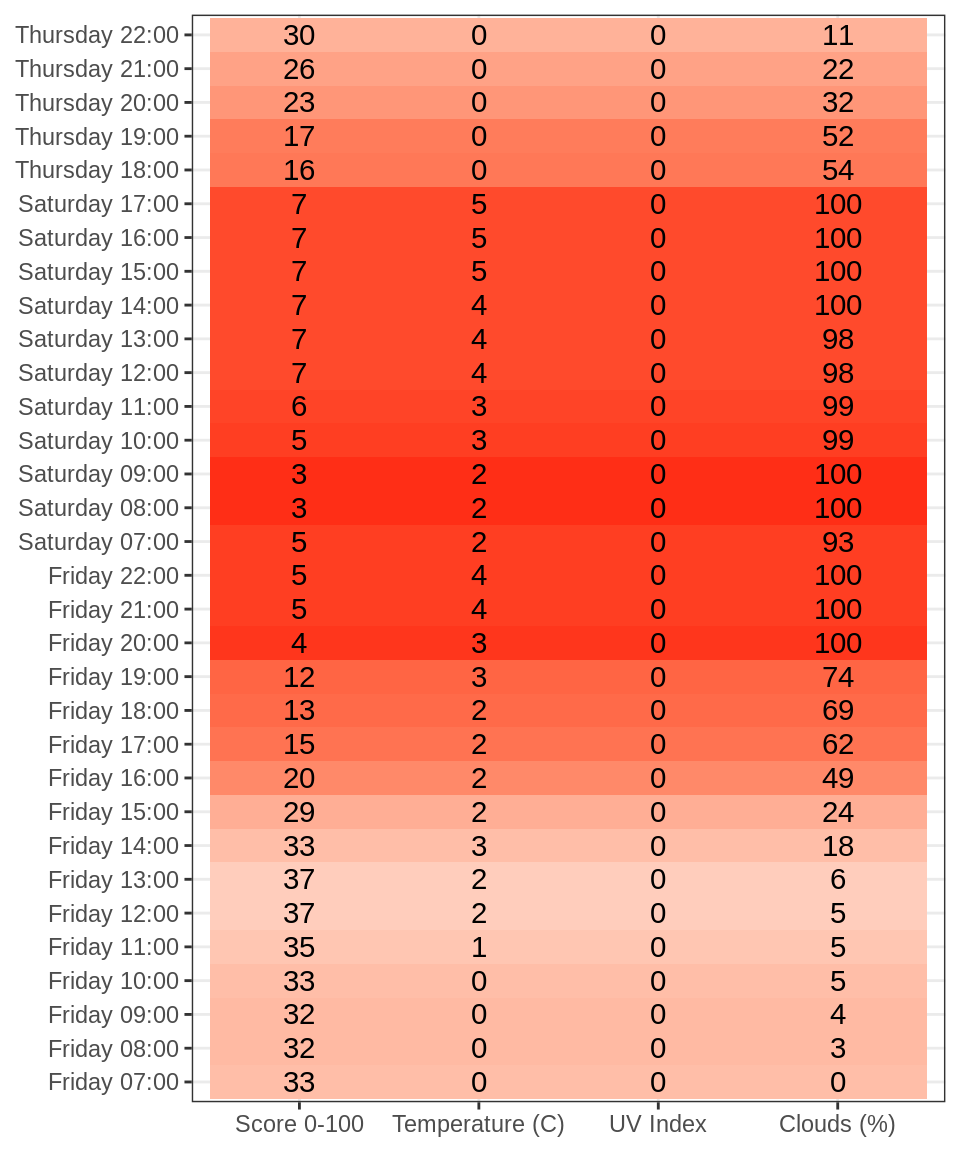 Thursday 22:00 30 0 0 11
Thursday 21:00 26 0 0 22
Thursday 20:00 23 0 0 32
Thursday 19:00 17 0 0 52
Thursday 18:00 16 0 0 54
Saturday 17:00 7 5 0 100
Saturday 16:00 7 5 0 100
Saturday 15:00 7 5 0 100
Saturday 14:00 7 4 0 100
Saturday 13:00 7 4 0 98
Saturday 12:00 7 4 0 98
Saturday 11:00 6 3 0 99
Saturday 10:00 5 3 0 99
Saturday 09:00 3 2 0 100
Saturday 08:00 3 2 0 100
Saturday 07:00 5 2 0 93
Friday 22:00 5 4 0 100
Friday 21:00 5 4 0 100
Friday 20:00 4 3 0 100
Friday 19:00 12 3 0 74
Friday 18:00 13 2 0 69
Friday 17:00 15 2 0 62
Friday 16:00 20 2 0 49
Friday 15:00 29 2 0 24
Friday 14:00 33 3 0 18
Friday 13:00 37 2 0 6
Friday 12:00 37 2 0 5
Friday 11:00 35 1 0 5
Friday 10:00 33 0 0 5
Friday 09:00 32 0 0 4
Friday 08:00 32 0 0 3
Friday 07:00 33 0 0 0
Score 0-100 Temperature (C) UV Index Clouds (%)